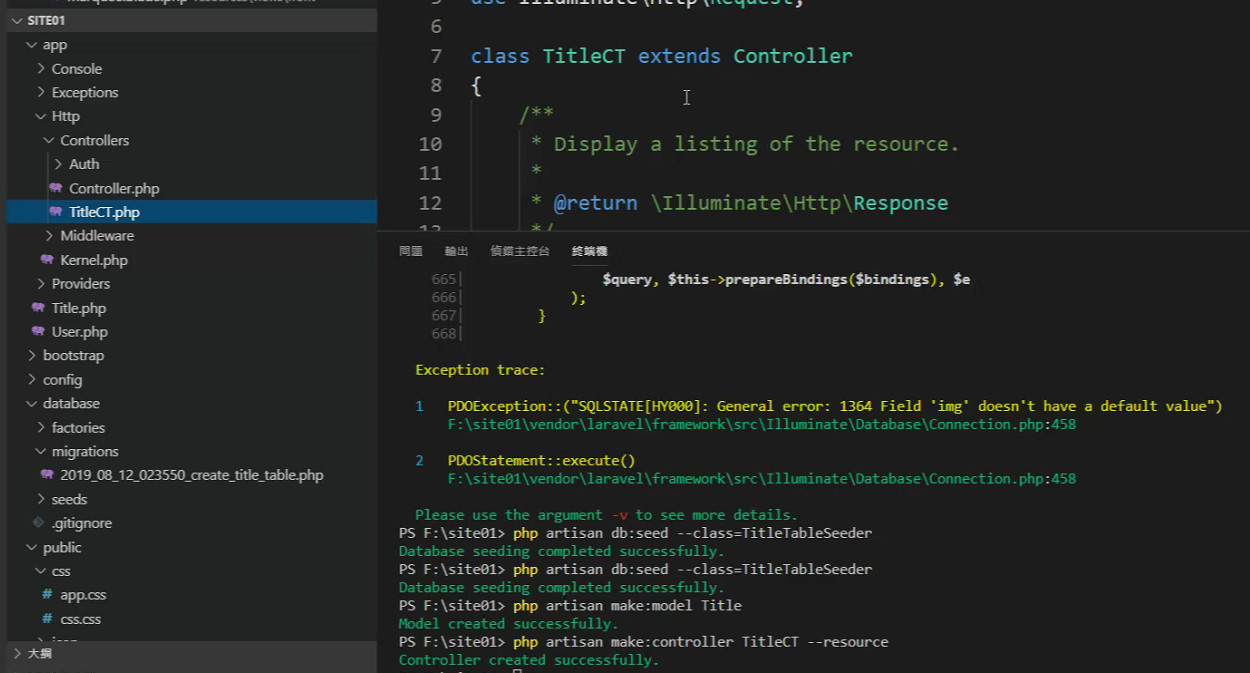 SITE01
app
Console
Exceptions
Http
Controllers
Auth
Controller.php
TitleCT.php
Middleware
Kernel.php
Providers
Title.php
User.php
bootstrap
config
database
factories
migrations
2019_08_12_023550_create_title_table.php
seeds
.gitignore
public
css
# app.css
# css.css
大綱
use Illuminate\Http\Request;
6
7 class TitleCT extends Controller
8 {
9 /**
10 * Display a listing of the resource.
11 *
12 * @return \Illuminate\Http\Response
13 */
問題 輸出 偵錯主控台 終端機
665| $query, $this->prepareBindings($bindings), $e
666| );
667| }
668|
Exception trace:
1 PDOException::("SQLSTATE[HY000]: General error: 1364 Field 'img' doesn't have a default value")
F:\site01\vendor\laravel\framework\src\Illuminate\Database\Connection.php:458
2 PDOStatement::execute()
F:\site01\vendor\laravel\framework\src\Illuminate\Database\Connection.php:458
Please use the argument -v to see more details.
PS F:\site01> php artisan db:seed --class=TitleTableSeeder
Database seeding completed successfully.
PS F:\site01> php artisan db:seed --class=TitleTableSeeder
Database seeding completed successfully.
PS F:\site01> php artisan make:model Title
Model created successfully.
PS F:\site01> php artisan make:controller TitleCT --resource
Controller created successfully.